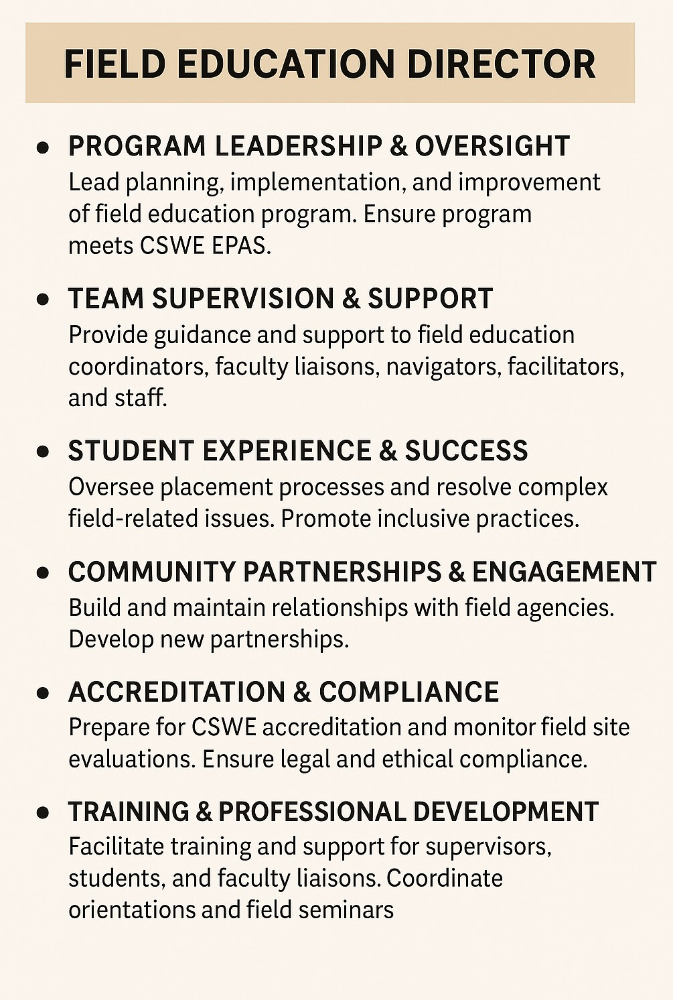 FIELD EDUCATION DIRECTOR
• PROGRAM LEADERSHIP & OVERSIGHT
Lead planning, implementation, and improvement
of field education program. Ensure program
meets CSWE EPAS.
• TEAM SUPERVISION & SUPPORT
Provide guidance and support to field education
coordinators, faculty liaisons, navigators, facilitators,
and staff.
• STUDENT EXPERIENCE & SUCCESS
Oversee placement processes and resolve complex
field-related issues. Promote inclusive practices.
• COMMUNITY PARTNERSHIPS & ENGAGEMENT
Build and maintain relationships with field agencies.
Develop new partnerships.
• ACCREDITATION & COMPLIANCE
Prepare for CSWE accreditation and monitor field site
evaluations. Ensure legal and ethical compliance.
• TRAINING & PROFESSIONAL DEVELOPMENT
Facilitate training and support for supervisors,
students, and faculty liaisons. Coordinate
orientations and field seminars